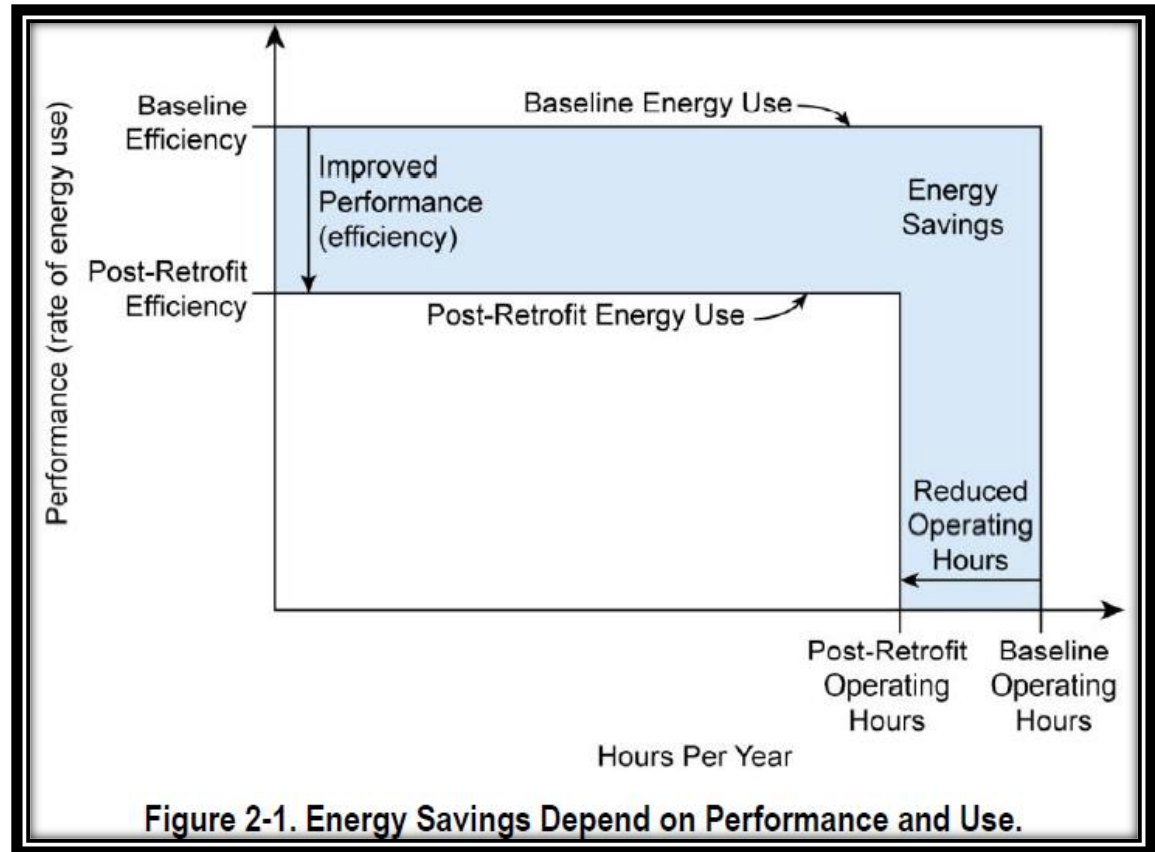 Performance (rate of energy use)
Baseline
Efficiency
Baseline Energy Use
Improved
Performance
(efficiency)
Energy
Savings
Post-Retrofit
Efficiency
Post-Retrofit Energy Use
Reduced
Operating
Hours
Post-Retrofit
Operating
Hours
Baseline
Operating
Hours
Hours Per Year
Figure 2-1. Energy Savings Depend on Performance and Use.